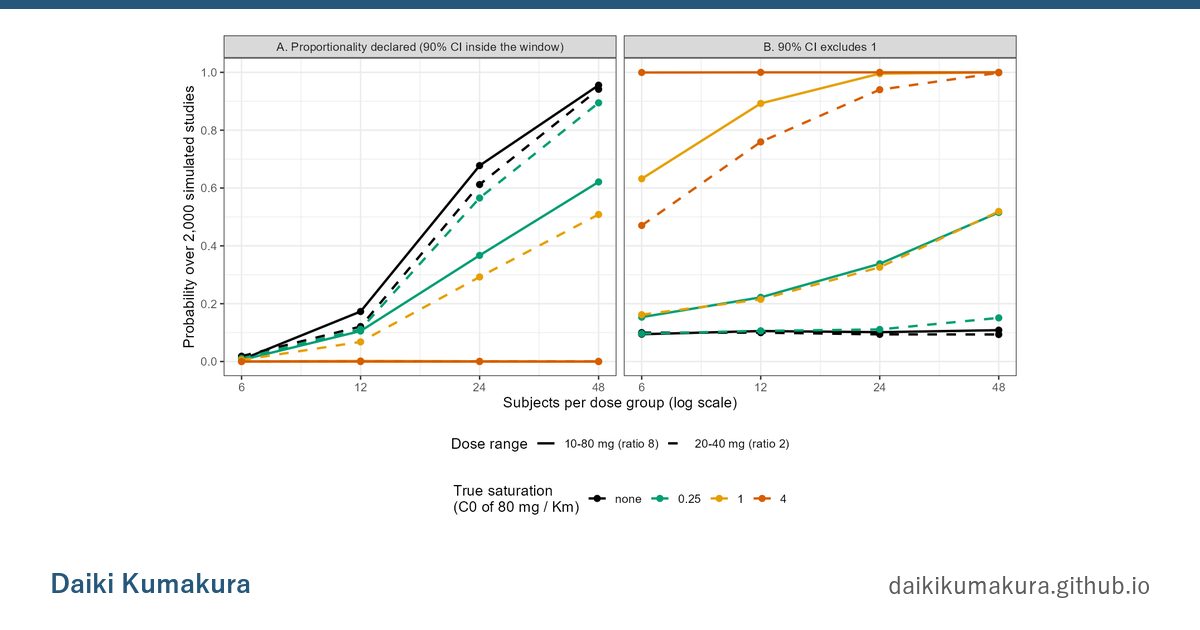 A. Proportionality declared (90% CI inside the window)
B. 90% CI excludes 1
Probability over 2,000 simulated studies
1.0
0.8
0.6
0.4
0.2
0.0
6 12 24 48
6 12 24 48
Subjects per dose group (log scale)
Dose range 10-80 mg (ratio 8) 20-40 mg (ratio 2)
True saturation
(C0 of 80 mg / Km) none 0.25 1 4
Daiki Kumakura
daikikumakura.github.io